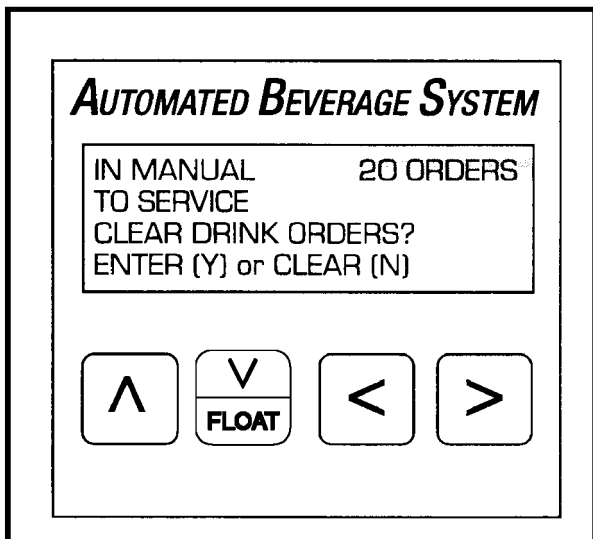 AUTOMATED BEVERAGE SYSTEM
IN MANUAL 20 ORDERS
TO SERVICE
CLEAR DRINK ORDERS?
ENTER (Y) or CLEAR (N)
Λ V < >
FLOAT